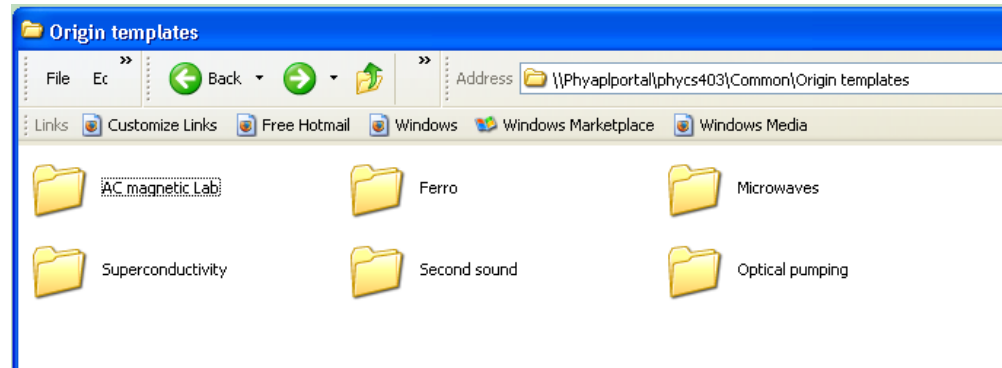 Origin templates
File Ec » Back » Address \\Phyaplportal\phycs403\Common\Origin templates
Links Customize Links Free Hotmail Windows Windows Marketplace Windows Media
AC magnetic Lab Ferro Microwaves
Superconductivity Second sound Optical pumping